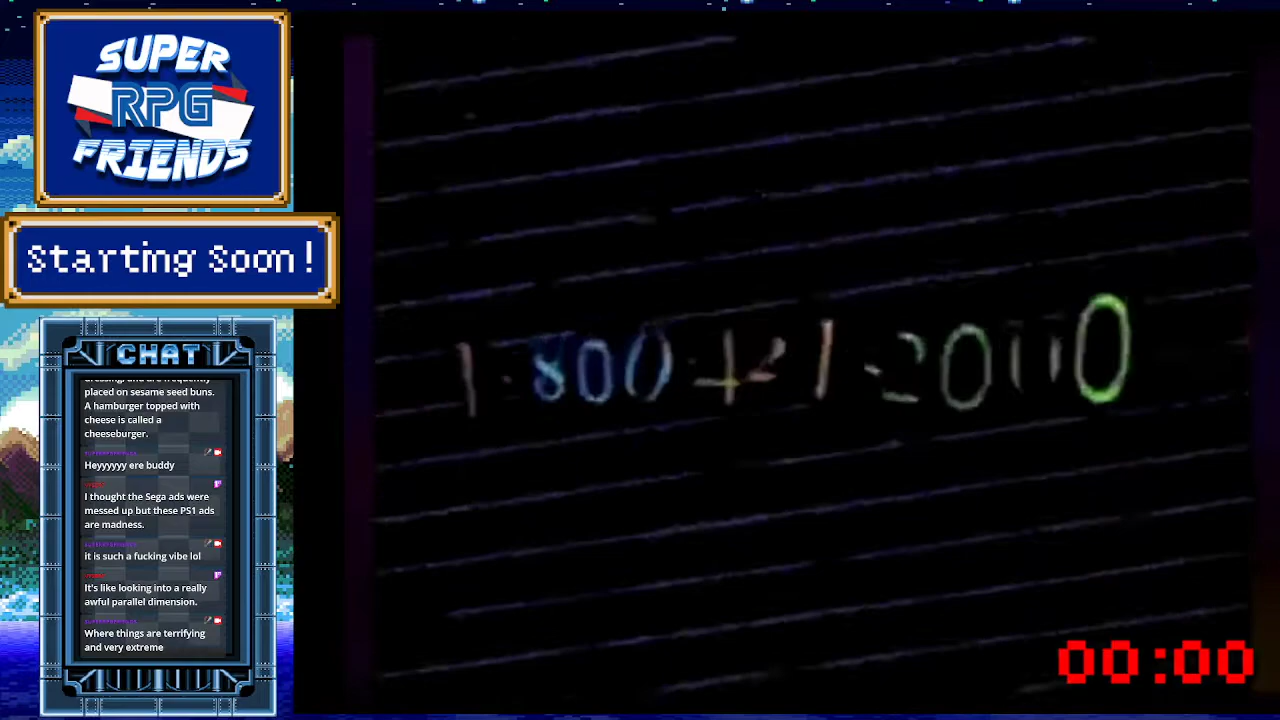 SUPER
RPG
FRIENDS
Starting Soon!
CHAT
placed on sesame seed buns.
A hamburger topped with
cheese is called a
cheeseburger.
Heyyyyyy ere buddy
I thought the Sega ads were
messed up but these PS1 ads
are madness.
it is such a fucking vibe lol
It's like looking into a really
awful parallel dimension.
Where things are terrifying
and very extreme
1 800
00:00